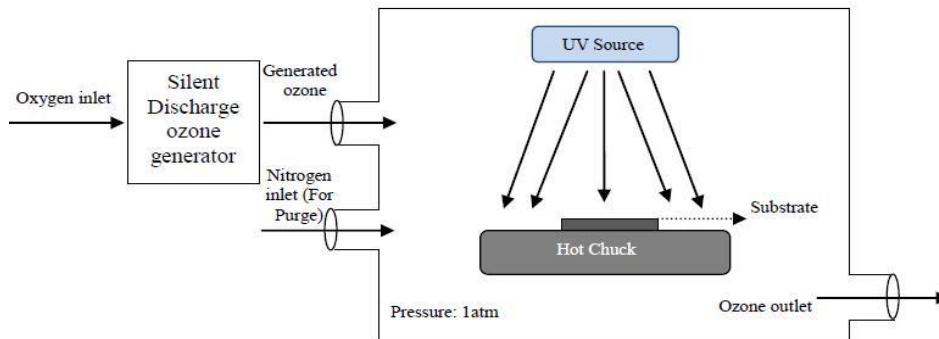 UV Source
Generated
ozone
Silent
Discharge
ozone
generator
Oxygen inlet
Nitrogen
inlet (For
Purge)
Substrate
Hot Chuck
Ozone outlet
Pressure: 1atm